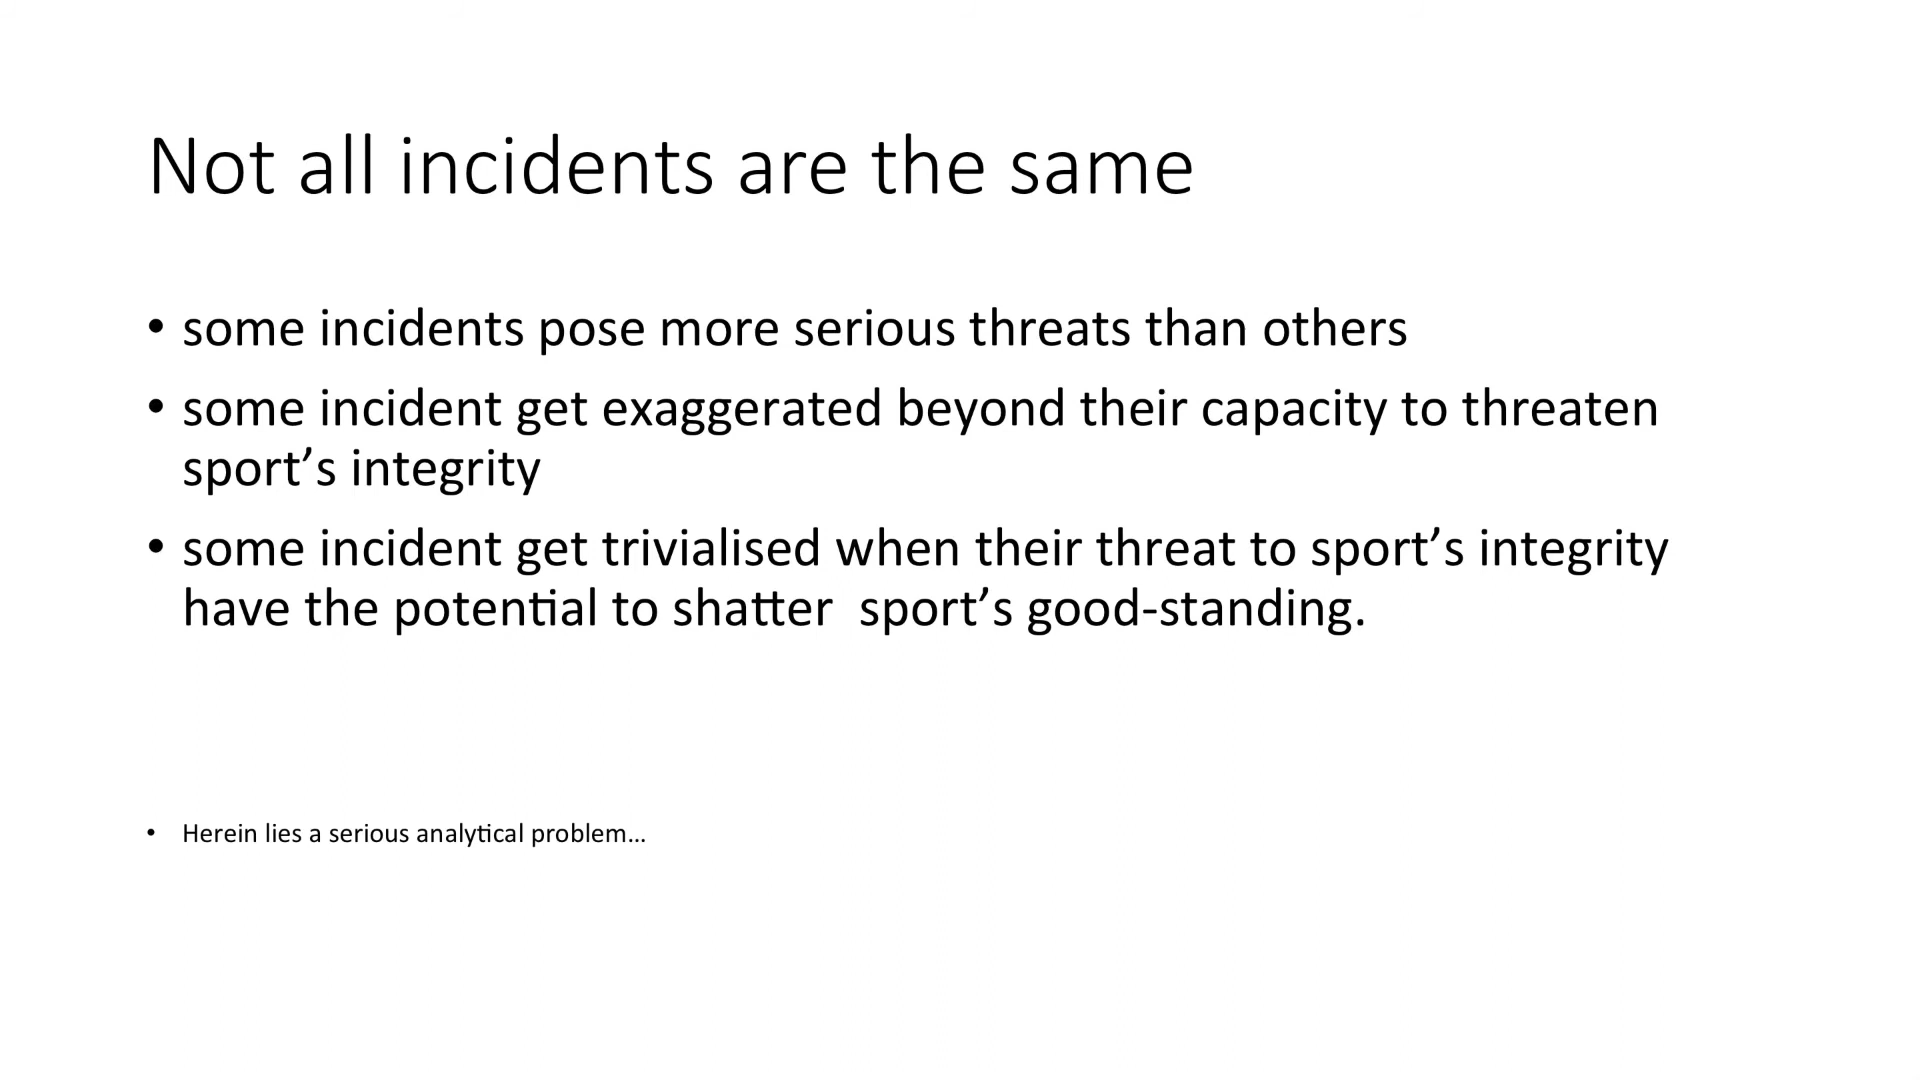 Not all incidents are the same
• some incidents pose more serious threats than others
• some incident get exaggerated beyond their capacity to threaten
sport’s integrity
• some incident get trivialised when their threat to sport’s integrity
have the potential to shatter  sport’s good-standing.
• Herein lies a serious analytical problem…